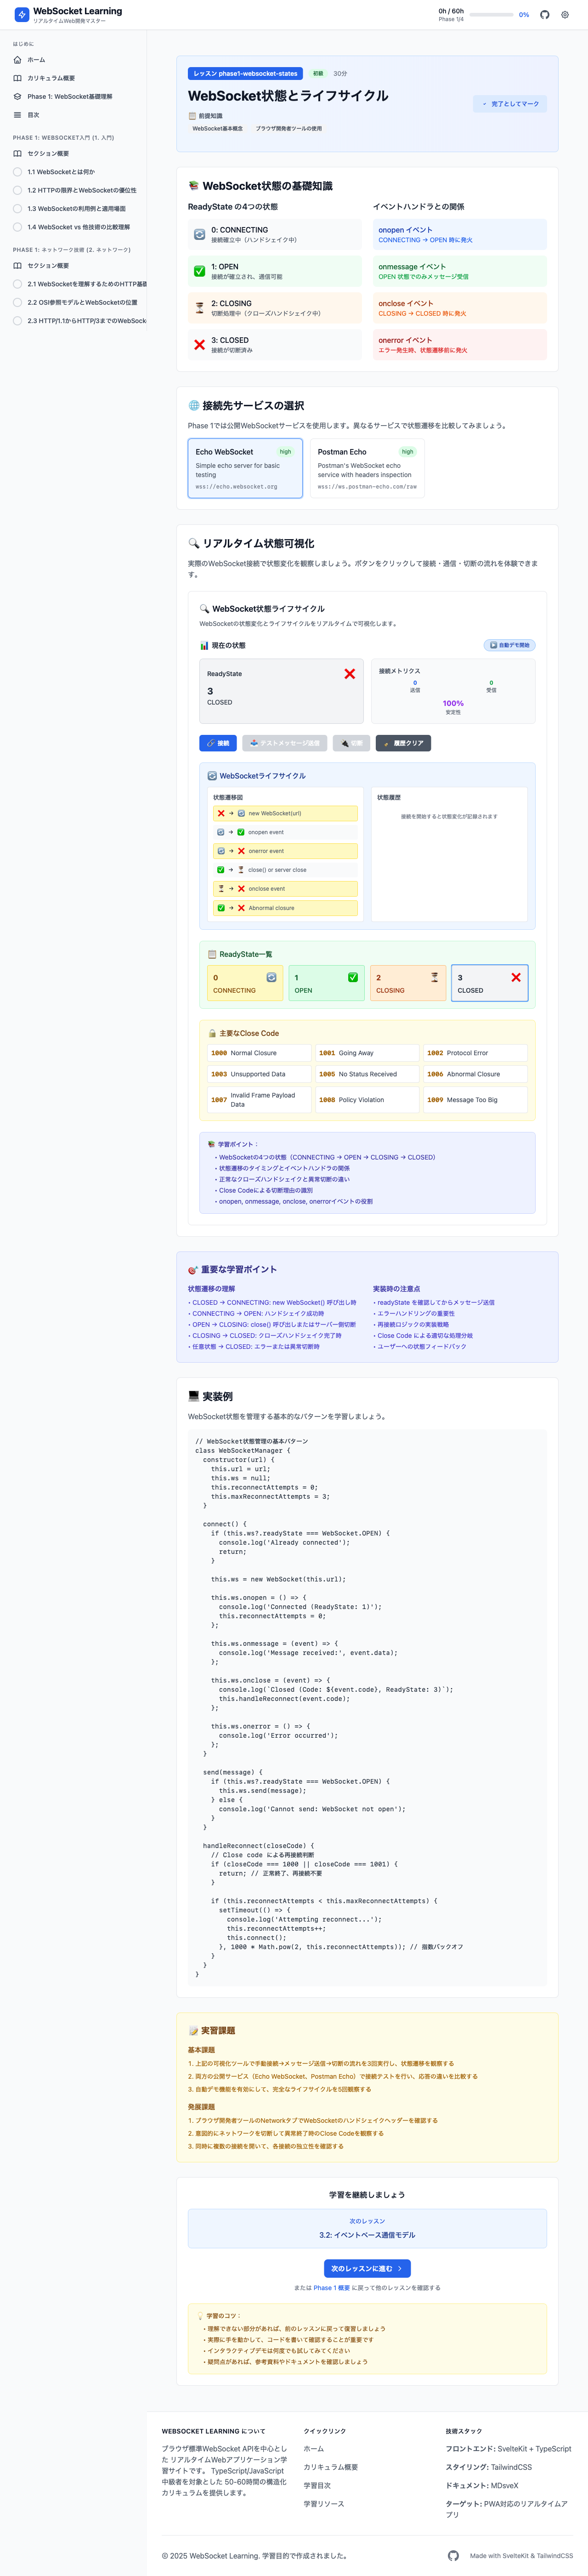 WebSocket Learning
リアルタイムWeb開発マスター
0h / 60h
Phase 1/4
0%
はじめに
ホーム
カリキュラム概要
Phase 1: WebSocket基礎理解
目次
PHASE 1: WEBSOCKET入門 (1. 入門)
セクション概要
1.1 WebSocketとは何か
1.2 HTTPの限界とWebSocketの優位性
1.3 WebSocketの利用例と適用場面
1.4 WebSocket vs 他技術の比較理解
PHASE 1: ネットワーク技術 (2. ネットワーク)
セクション概要
2.1 WebSocketを理解するためのHTTP基礎
2.2 OSI参照モデルとWebSocketの位置
2.3 HTTP/1.1からHTTP/3までのWebSocke
レッスン phase1-websocket-states
初級
30分
WebSocket状態とライフサイクル
前提知識
WebSocket基本概念
ブラウザ開発者ツールの使用
完了としてマーク
WebSocket状態の基礎知識
ReadyState の4つの状態
0: CONNECTING
接続確立中（ハンドシェイク中）
1: OPEN
接続が確立され、通信可能
2: CLOSING
切断処理中（クローズハンドシェイク中）
3: CLOSED
接続が切断済み
イベントハンドラとの関係
onopen イベント
CONNECTING → OPEN 時に発火
onmessage イベント
OPEN 状態でのみメッセージ受信
onclose イベント
CLOSING → CLOSED 時に発火
onerror イベント
エラー発生時、状態遷移前に発火
接続先サービスの選択
Phase 1では公開WebSocketサービスを使用します。異なるサービスで状態遷移を比較してみましょう。
Echo WebSocket
high
Simple echo server for basic
testing
wss://echo.websocket.org
Postman Echo
high
Postman's WebSocket echo
service with headers inspection
wss://ws.postman-echo.com/raw
リアルタイム状態可視化
実際のWebSocket接続で状態変化を観察しましょう。ボタンをクリックして接続・通信・切断の流れを体験できま
す。
WebSocket状態ライフサイクル
WebSocketの状態変化とライフサイクルをリアルタイムで可視化します。
現在の状態
自動デモ開始
ReadyState
3
CLOSED
接続メトリクス
0
送信
0
受信
100%
安定性
接続
テストメッセージ送信
切断
履歴クリア
WebSocketライフサイクル
状態遷移図
→ new WebSocket(url)
→ onopen event
→ onerror event
→ close() or server close
→ onclose event
→ Abnormal closure
状態履歴
接続を開始すると状態変化が記録されます
ReadyState一覧
0
CONNECTING
1
OPEN
2
CLOSING
3
CLOSED
主要なClose Code
1000 Normal Closure
1001 Going Away
1002 Protocol Error
1003 Unsupported Data
1005 No Status Received
1006 Abnormal Closure
1007 Invalid Frame Payload
Data
1008 Policy Violation
1009 Message Too Big
学習ポイント：
• WebSocketの4つの状態（CONNECTING → OPEN → CLOSING → CLOSED）
• 状態遷移のタイミングとイベントハンドラの関係
• 正常なクローズハンドシェイクと異常切断の違い
• Close Codeによる切断理由の識別
• onopen, onmessage, onclose, onerrorイベントの役割
重要な学習ポイント
状態遷移の理解
• CLOSED → CONNECTING: new WebSocket() 呼び出し時
• CONNECTING → OPEN: ハンドシェイク成功時
• OPEN → CLOSING: close() 呼び出しまたはサーバー側切断
• CLOSING → CLOSED: クローズハンドシェイク完了時
• 任意状態 → CLOSED: エラーまたは異常切断時
実装時の注意点
• readyState を確認してからメッセージ送信
• エラーハンドリングの重要性
• 再接続ロジックの実装戦略
• Close Code による適切な処理分岐
• ユーザーへの状態フィードバック
実装例
WebSocket状態を管理する基本的なパターンを学習しましょう。
// WebSocket状態管理の基本パターン
class WebSocketManager {
constructor(url) {
this.url = url;
this.ws = null;
this.reconnectAttempts = 0;
this.maxReconnectAttempts = 3;
}
connect() {
if (this.ws?.readyState === WebSocket.OPEN) {
console.log('Already connected');
return;
}
this.ws = new WebSocket(this.url);
this.ws.onopen = () => {
console.log('Connected (ReadyState: 1)');
this.reconnectAttempts = 0;
};
this.ws.onmessage = (event) => {
console.log('Message received:', event.data);
};
this.ws.onclose = (event) => {
console.log(`Closed (Code: ${event.code}, ReadyState: 3)`);
this.handleReconnect(event.code);
};
this.ws.onerror = () => {
console.log('Error occurred');
};
}
send(message) {
if (this.ws?.readyState === WebSocket.OPEN) {
this.ws.send(message);
} else {
console.log('Cannot send: WebSocket not open');
}
}
handleReconnect(closeCode) {
// Close code による再接続判断
if (closeCode === 1000 || closeCode === 1001) {
return; // 正常終了、再接続不要
}
if (this.reconnectAttempts < this.maxReconnectAttempts) {
setTimeout(() => {
console.log('Attempting reconnect...');
this.reconnectAttempts++;
this.connect();
}, 1000 * Math.pow(2, this.reconnectAttempts)); // 指数バックオフ
}
}
}
実習課題
基本課題
1. 上記の可視化ツールで手動接続→メッセージ送信→切断の流れを3回実行し、状態遷移を観察する
2. 両方の公開サービス（Echo WebSocket、Postman Echo）で接続テストを行い、応答の違いを比較する
3. 自動デモ機能を有効にして、完全なライフサイクルを5回観察する
発展課題
1. ブラウザ開発者ツールのNetworkタブでWebSocketのハンドシェイクヘッダーを確認する
2. 意図的にネットワークを切断して異常終了時のClose Codeを観察する
3. 同時に複数の接続を開いて、各接続の独立性を確認する
学習を継続しましょう
次のレッスン
3.2: イベントベース通信モデル
次のレッスンに進む
または Phase 1 概要 に戻って他のレッスンを確認する
学習のコツ：
• 理解できない部分があれば、前のレッスンに戻って復習しましょう
• 実際に手を動かして、コードを書いて確認することが重要です
• インタラクティブデモは何度でも試してみてください
• 疑問点があれば、参考資料やドキュメントを確認しましょう
WEBSOCKET LEARNING について
ブラウザ標準WebSocket APIを中心とし
た リアルタイムWebアプリケーション学
習サイトです。 TypeScript/JavaScript
中級者を対象とした 50-60時間の構造化
カリキュラムを提供します。
クイックリンク
ホーム
カリキュラム概要
学習目次
学習リソース
技術スタック
フロントエンド: SvelteKit + TypeScript
スタイリング: TailwindCSS
ドキュメント: MDsveX
ターゲット: PWA対応のリアルタイムア
プリ
© 2025 WebSocket Learning. 学習目的で作成されました。
Made with SvelteKit & TailwindCSS